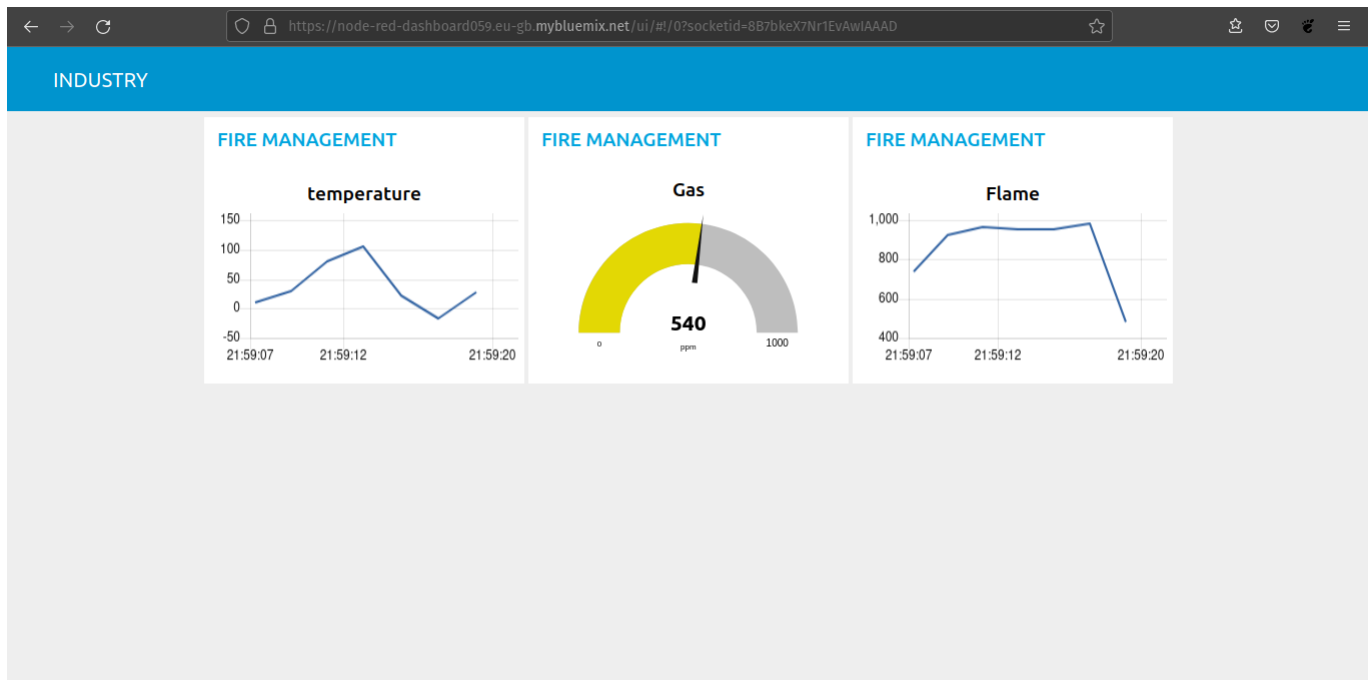 https://node-red-dashboard059.eu-gb.mybluemix.net/ui/#!/0?socketid=8B7bkeX7Nr1EvAwIAAAD
INDUSTRY
FIRE MANAGEMENT
temperature
150
100
50
0
-50
21:59:07 21:59:12 21:59:20
FIRE MANAGEMENT
Gas
540
ppm
0 1000
FIRE MANAGEMENT
Flame
1,000
800
600
400
21:59:07 21:59:12 21:59:20